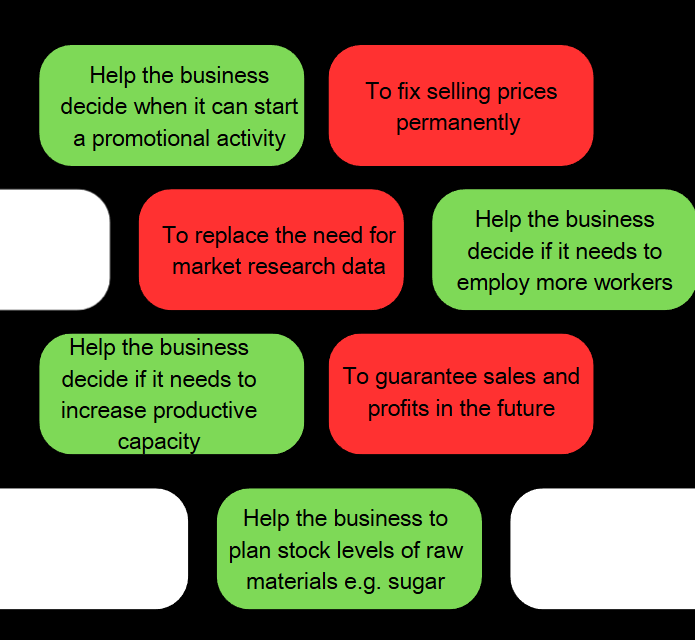 Help the business
decide when it can start
a promotional activity
To fix selling prices
permanently
To replace the need for
market research data
Help the business
decide if it needs to
employ more workers
Help the business
decide if it needs to
increase productive
capacity
To guarantee sales and
profits in the future
Help the business to
plan stock levels of raw
materials e.g. sugar